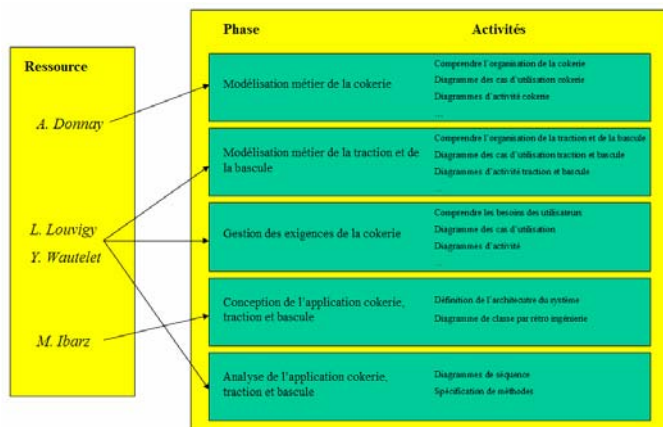 Ressource
A. Donnay
L. Louvigy
Y. Wautelet
M. Ibarz
Phase
Activités
Modélisation métier de la cokerie
Comprendre l'organisation de la cokerie
Diagramme des cas d'utilisation cokerie
Diagrammes d'activité cokerie
...
Modélisation métier de la traction et de
la bascule
Comprendre l'organisation de la traction et de la bascule
Diagramme des cas d'utilisation traction et bascule
Diagrammes d'activité traction et bascule
...
Gestion des exigences de la cokerie
Comprendre les besoins des utilisateurs
Diagramme des cas d'utilisation
Diagrammes d'activité
...
Conception de l'application cokerie,
traction et bascule
Définition de l'architecutre du système
Diagramme de classe par rétro ingénierie
Analyse de l'application cokerie,
traction et bascule
Diagrammes de séquence
Spécification de méthodes